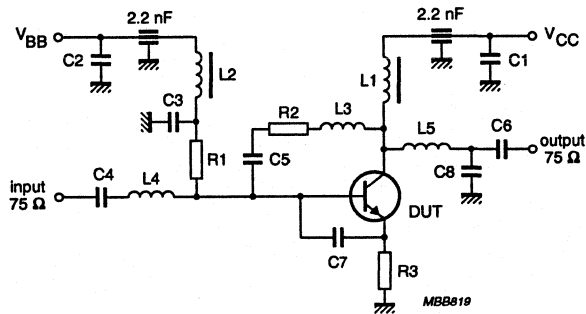 2.2 nF
2.2 nF
VBB
VCC
C2
L2
L1
C1
C3
R2
L3
L5
C6
output
75 Ω
R1
C5
C8
input
75 Ω
C4
L4
DUT
C7
R3
MBB819